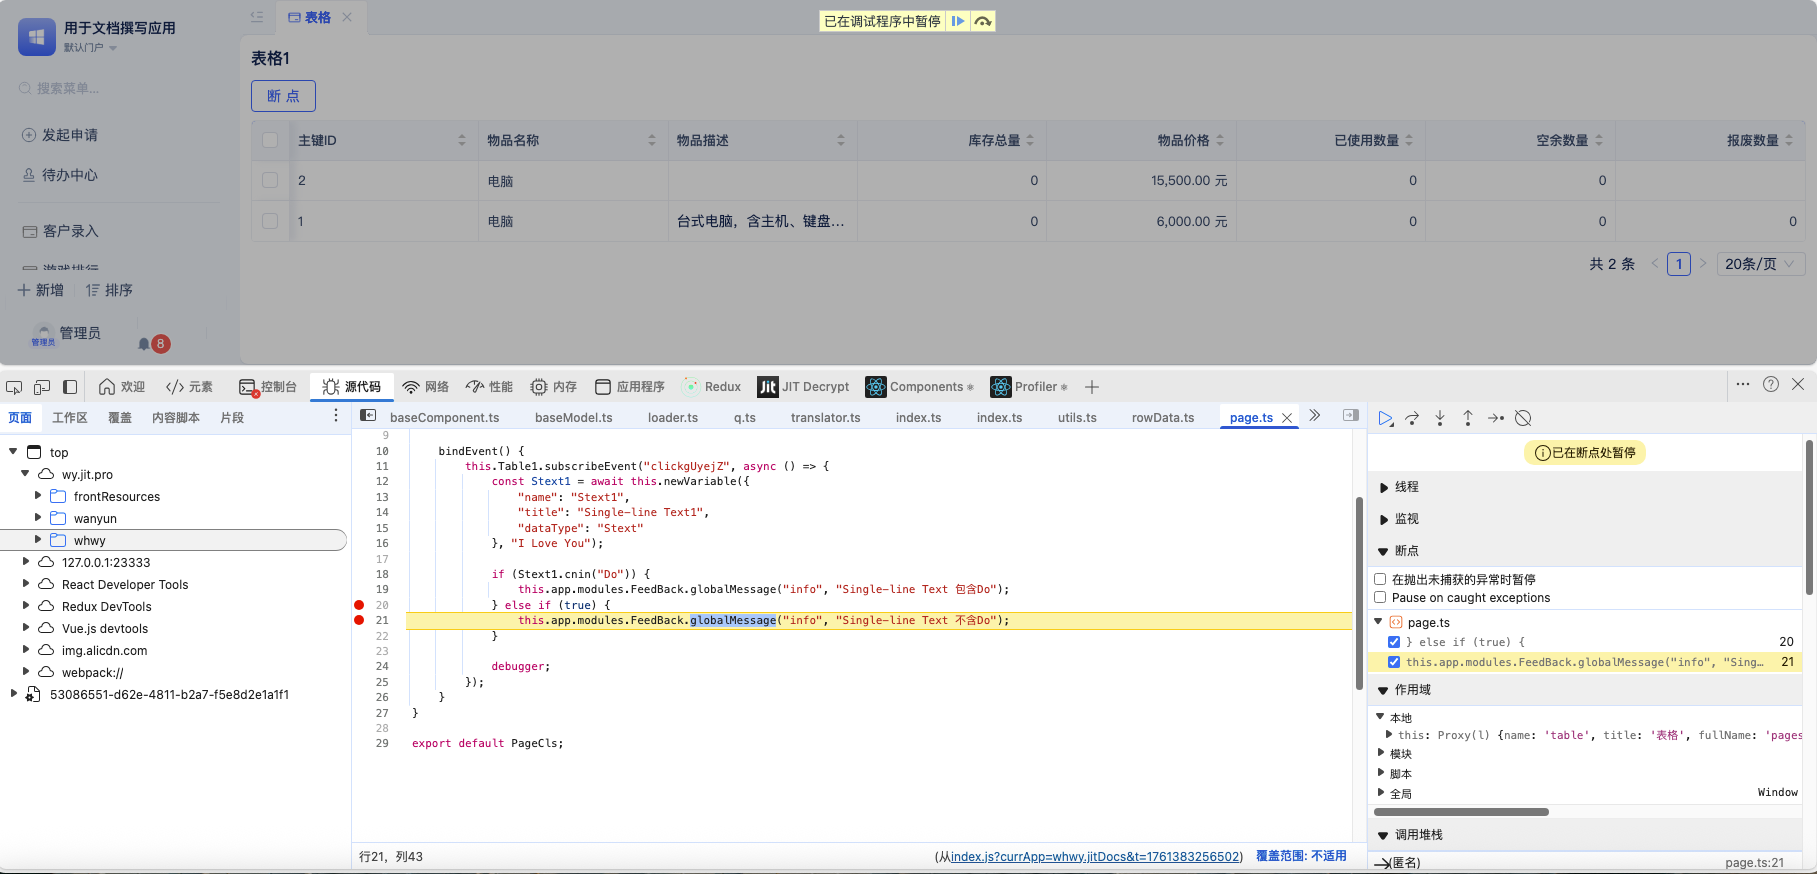 用于文档撰写应用
默认门户
表格
已在调试程序中暂停
搜索菜单...
发起申请
待办中心
客户录入
新增
排序
管理员
管理员
8
表格1
断 点
主键ID 物品名称 物品描述 库存总量 物品价格 已使用数量 空余数量 报废数量
2 电脑 0 15,500.00 元 0 0
1 电脑 台式电脑，含主机、键盘... 0 6,000.00 元 0 0 0
共 2 条 1 20条/页
欢迎 元素 控制台 源代码 网络 性能 内存 应用程序 Redux JIT JIT Decrypt Components Profiler
页面 工作区 覆盖 内容脚本 片段
top
wy.jit.pro
frontResources
wanyun
whwy
127.0.0.1:23333
React Developer Tools
Redux DevTools
Vue.js devtools
img.alicdn.com
webpack://
53086551-d62e-4811-b2a7-f5e8d2e1a1f1
baseComponent.ts baseModel.ts loader.ts q.ts translator.ts index.ts index.ts utils.ts rowData.ts page.ts
9
10 bindEvent() {
11 this.Table1.subscribeEvent("clickgUyejZ", async () => {
12 const Stext1 = await this.newVariable({
13 "name": "Stext1",
14 "title": "Single-line Text1",
15 "dataType": "Stext"
16 }, "I Love You");
17
18 if (Stext1.cnin("Do")) {
19 this.app.modules.FeedBack.globalMessage("info", "Single-line Text 包含Do");
20 } else if (true) {
21 this.app.modules.FeedBack.globalMessage("info", "Single-line Text 不含Do");
22 }
23
24 debugger;
25 });
26 }
27 }
28
29 export default PageCls;
行21，列43
(从index.js?currApp=whwy.jitDocs&t=1761383256502) 覆盖范围: 不适用
已在断点处暂停
线程
监视
断点
在抛出未捕获的异常时暂停
Pause on caught exceptions
page.ts
} else if (true) { 20
this.app.modules.FeedBack.globalMessage("info", "Sing… 21
作用域
本地
this: Proxy(l) {name: 'table', title: '表格', fullName: 'pages
模块
脚本
全局 Window
调用堆栈
(匿名) page.ts:21